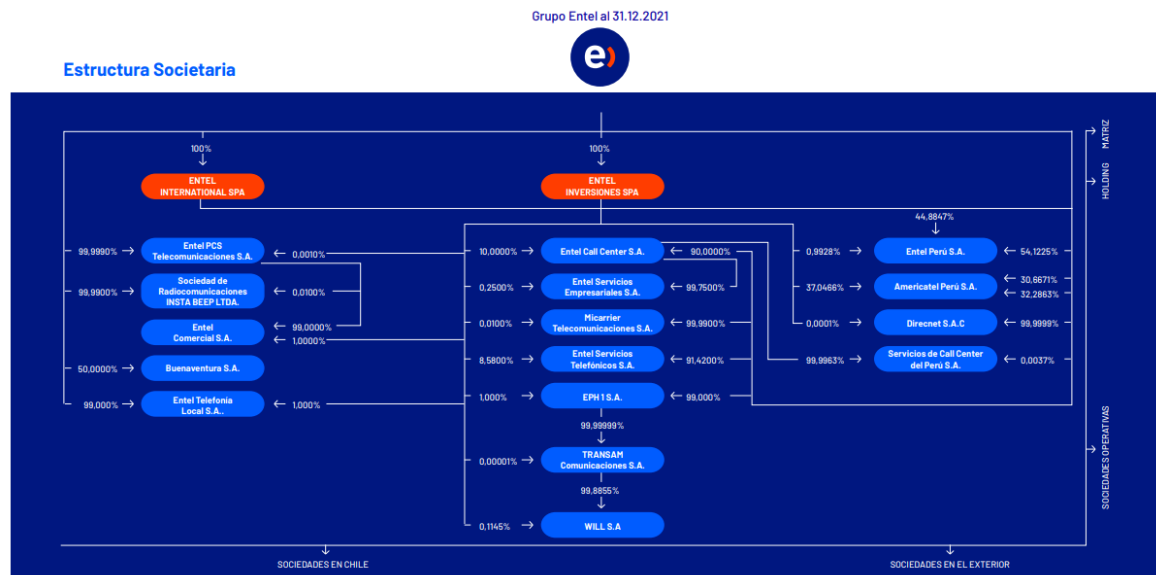 Grupo Entel al 31.12.2021
e)
Estructura Societaria
MATRIZ
HOLDING
SOCIEDADES OPERATIVAS
100%
100%
ENTEL
INTERNATIONAL SPA
ENTEL
INVERSIONES SPA
44,8847%
99,9990%
Entel PCS
Telecomunicaciones S.A.
0,0010%
10,0000%
Entel Call Center S.A.
90,0000%
0,9928%
Entel Perú S.A.
54,1225%
99,9900%
Sociedad de
Radiocomunicaciones
INSTA BEEP LTDA.
0,0100%
0,2500%
Entel Servicios
Empresariales S.A.
99,7500%
37,0466%
Americatel Perú S.A.
30,6671%
32,2863%
Entel
Comercial S.A.
99,0000%
1,0000%
0,0100%
Micarrier
Telecomunicaciones S.A.
99,9900%
0,0001%
Direcnet S.A.C
99,9999%
50,0000%
Buenaventura S.A.
8,5800%
Entel Servicios
Telefónicos S.A.
91,4200%
99,9963%
Servicios de Call Center
del Perú S.A.
0,0037%
99,000%
Entel Telefonía
Local S.A..
1,000%
1,000%
EPH 1 S.A.
99,000%
99,99999%
0,00001%
TRANSAM
Comunicaciones S.A.
99,8855%
0,1145%
WILL S.A
SOCIEDADES EN CHILE
SOCIEDADES EN EL EXTERIOR